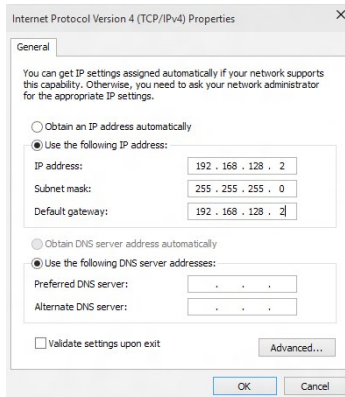 Internet Protocol Version 4 (TCP/IPv4) Properties
General
You can get IP settings assigned automatically if your network supports
this capability. Otherwise, you need to ask your network administrator
for the appropriate IP settings.
Obtain an IP address automatically
Use the following IP address:
IP address: 192 . 168 . 128 . 2
Subnet mask: 255 . 255 . 255 . 0
Default gateway: 192 . 168 . 128 . 2
Obtain DNS server address automatically
Use the following DNS server addresses:
Preferred DNS server: . . .
Alternate DNS server: . . .
Validate settings upon exit
Advanced...
OK Cancel